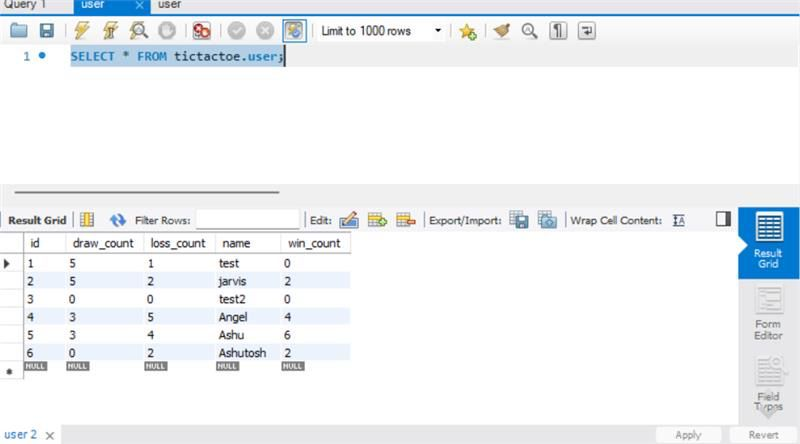 Query 1 user × user
Limit to 1000 rows
1 SELECT * FROM tictactoe.user;
Result Grid Filter Rows: Edit: Export/Import: Wrap Cell Content: IA
id draw_count loss_count name win_count
1 5 1 test 0
2 5 2 jarvis 2
3 0 0 test2 0
4 3 5 Angel 4
5 3 4 Ashu 6
6 0 2 Ashutosh 2
NULL NULL NULL NULL NULL
Result
Grid
Form
Editor
Field
Types
user 2 ×
Apply Revert